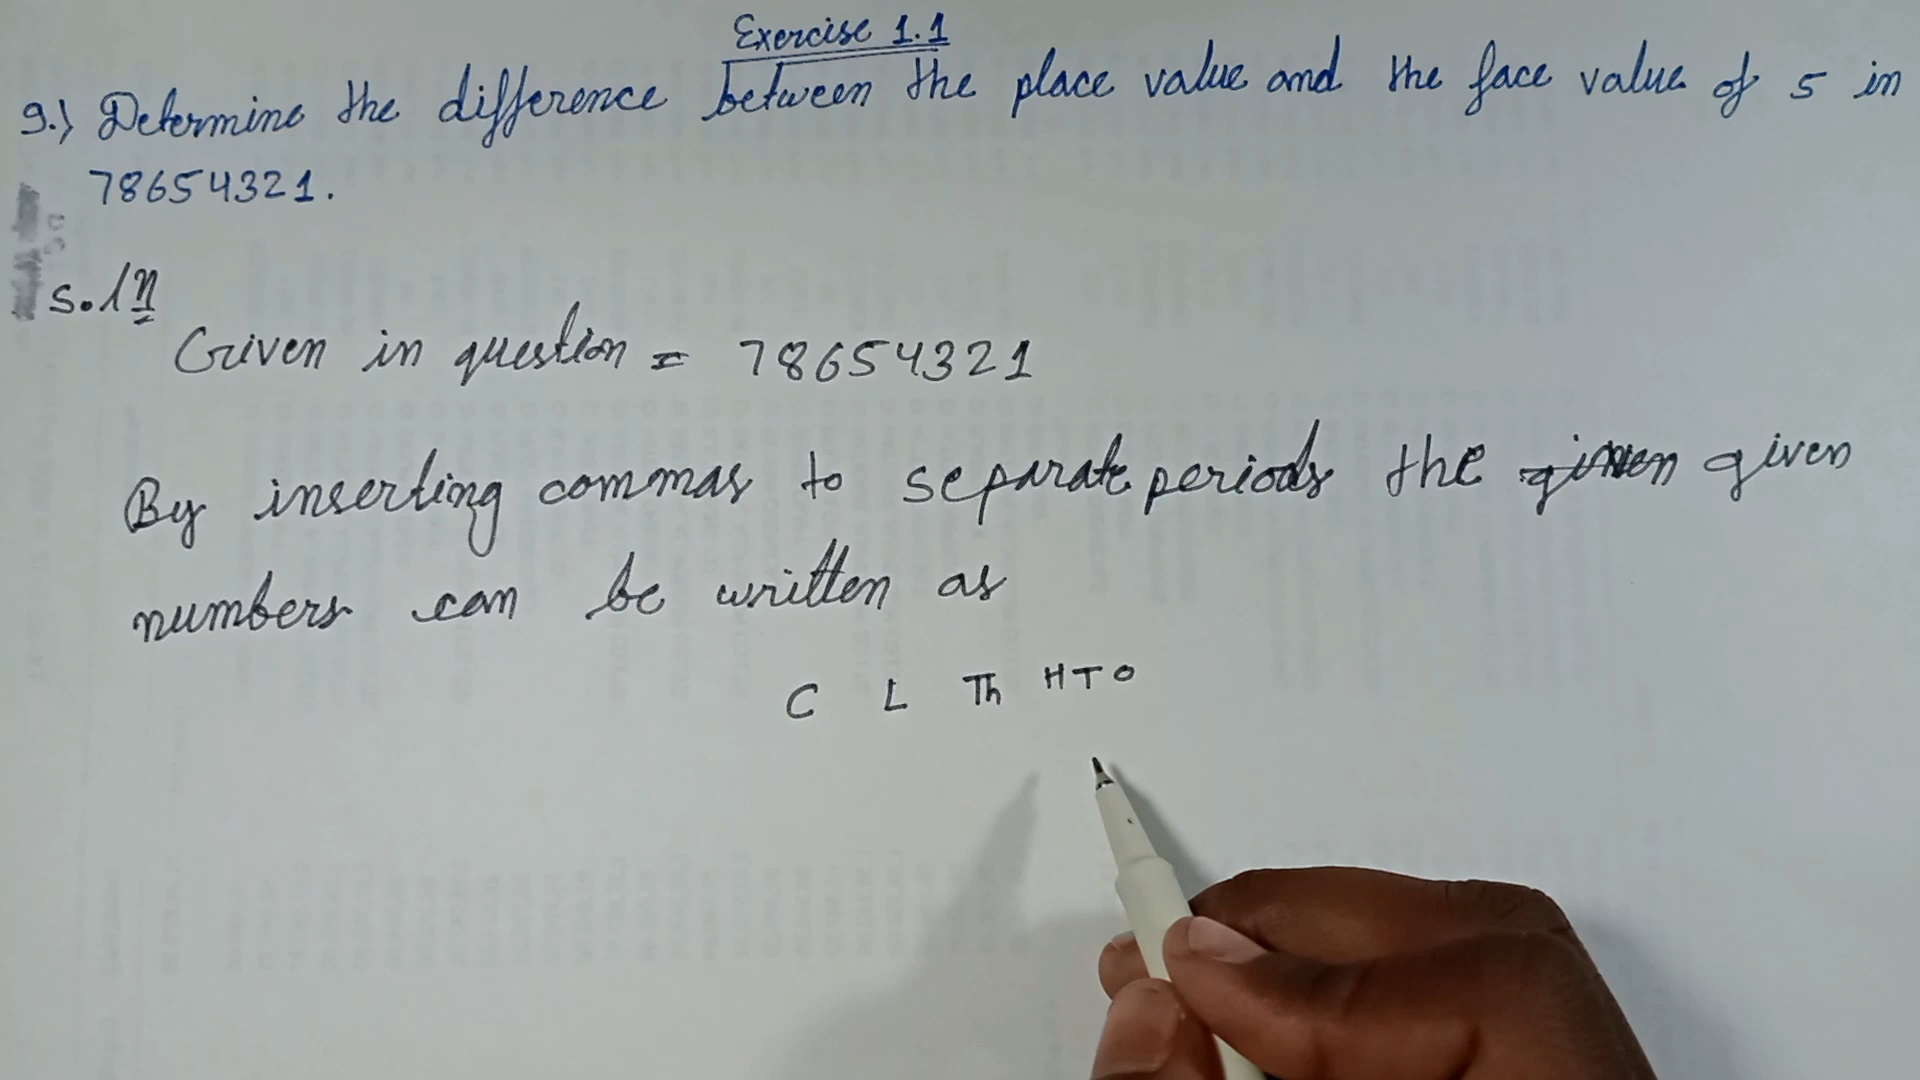 Exercise 1.1
9.) Determine the difference between the place value and the face value of 5 in
78654321.
Soln
Given in question = 78654321
By inserting commas to separate periods the given given
numbers can be written as
C L Th H T O